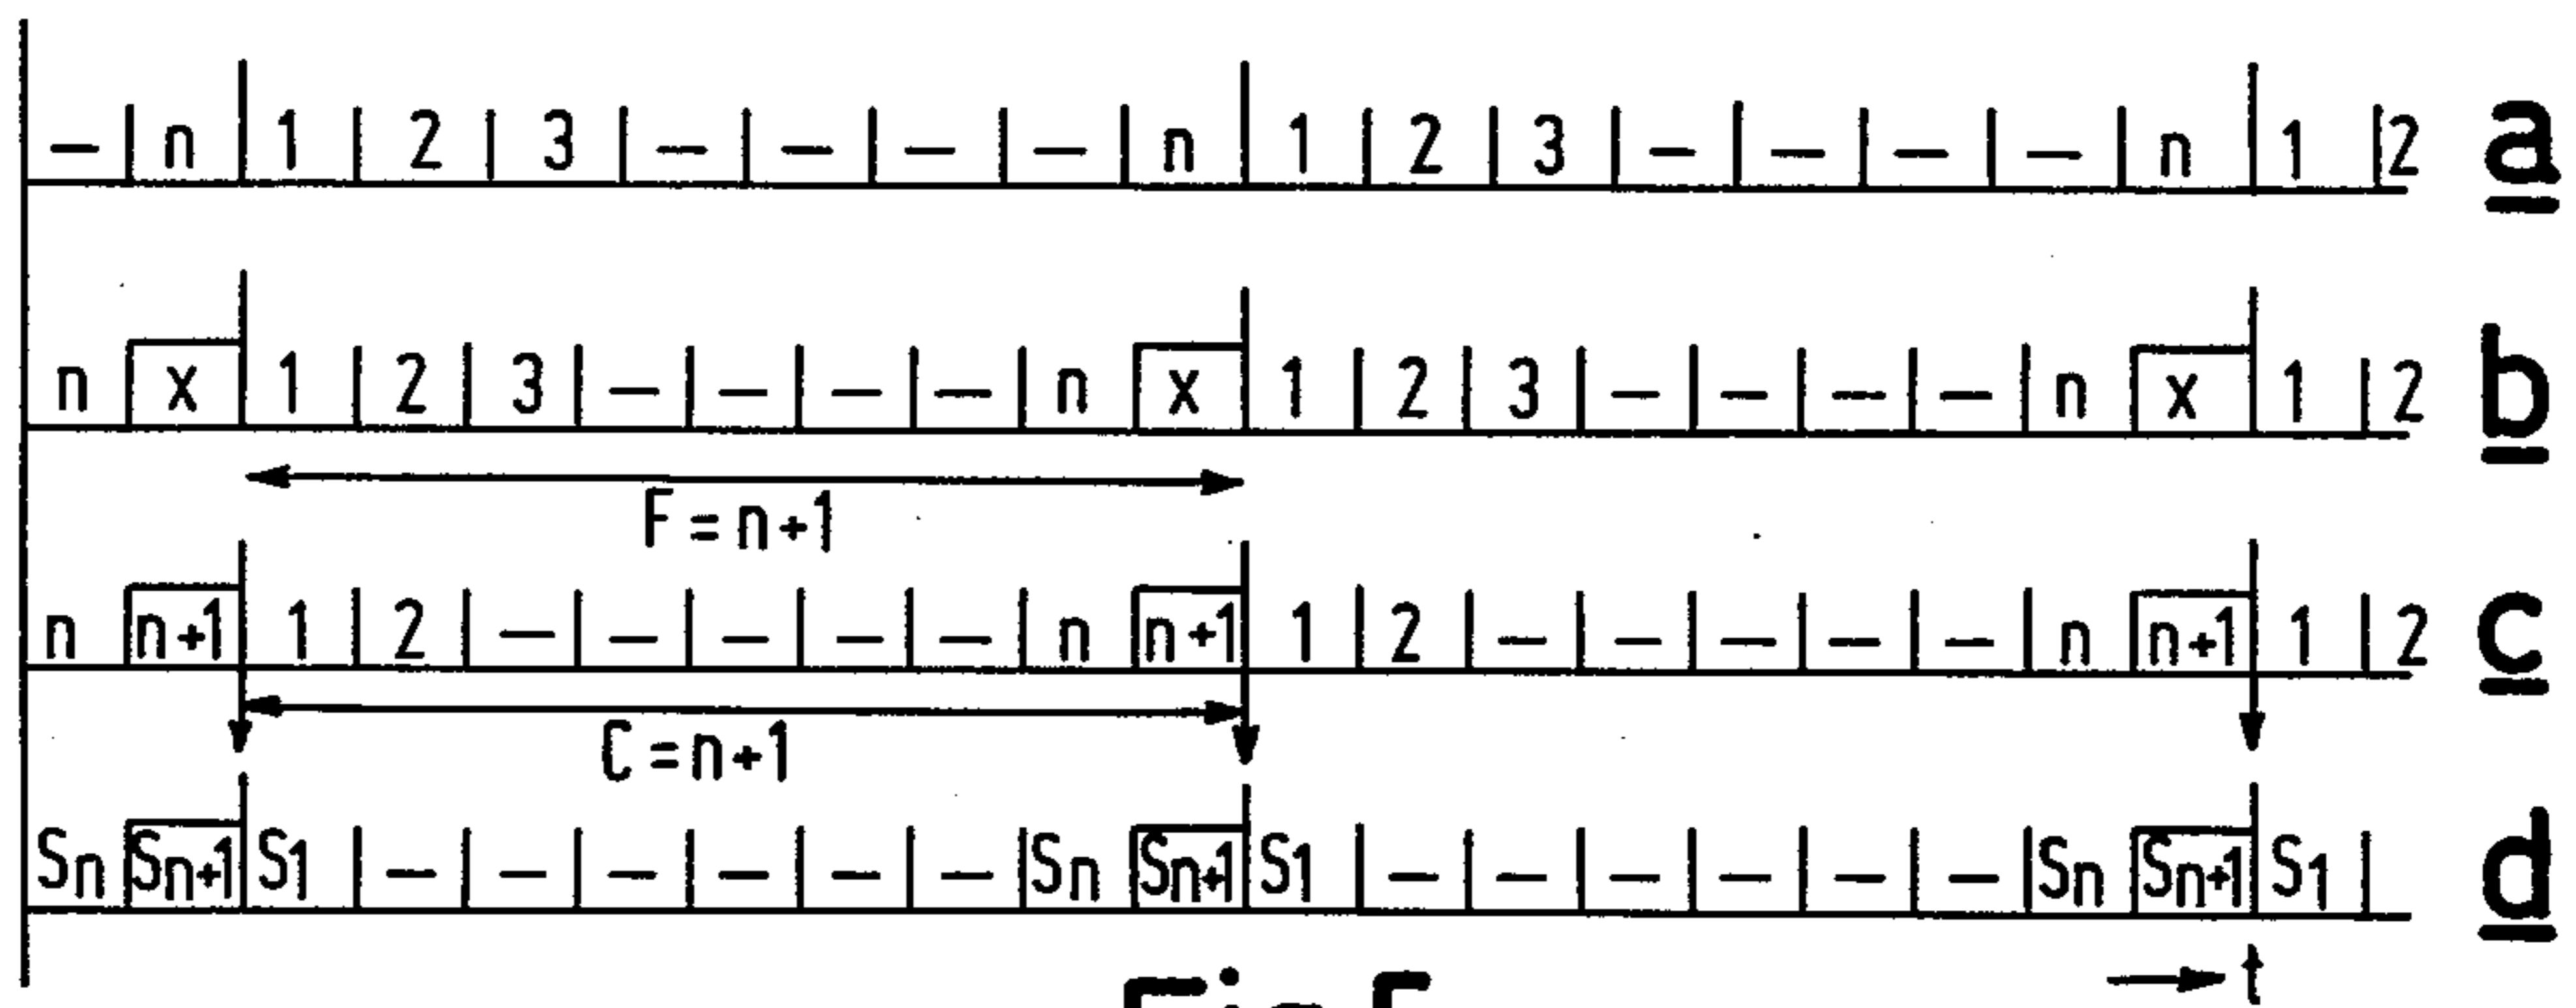 – n 1 2 3 – – – – n 1 2 3 – – – – n 1 2 a
n x 1 2 3 – – – – n x 1 2 3 – – – – n x 1 2 b
F = n+1
n n+1 1 2 – – – – – n n+1 1 2 – – – – – n n+1 1 2 c
C = n+1
Sn Sn+1 S1 – – – – – – Sn Sn+1 S1 – – – – – – Sn Sn+1 S1 d
t